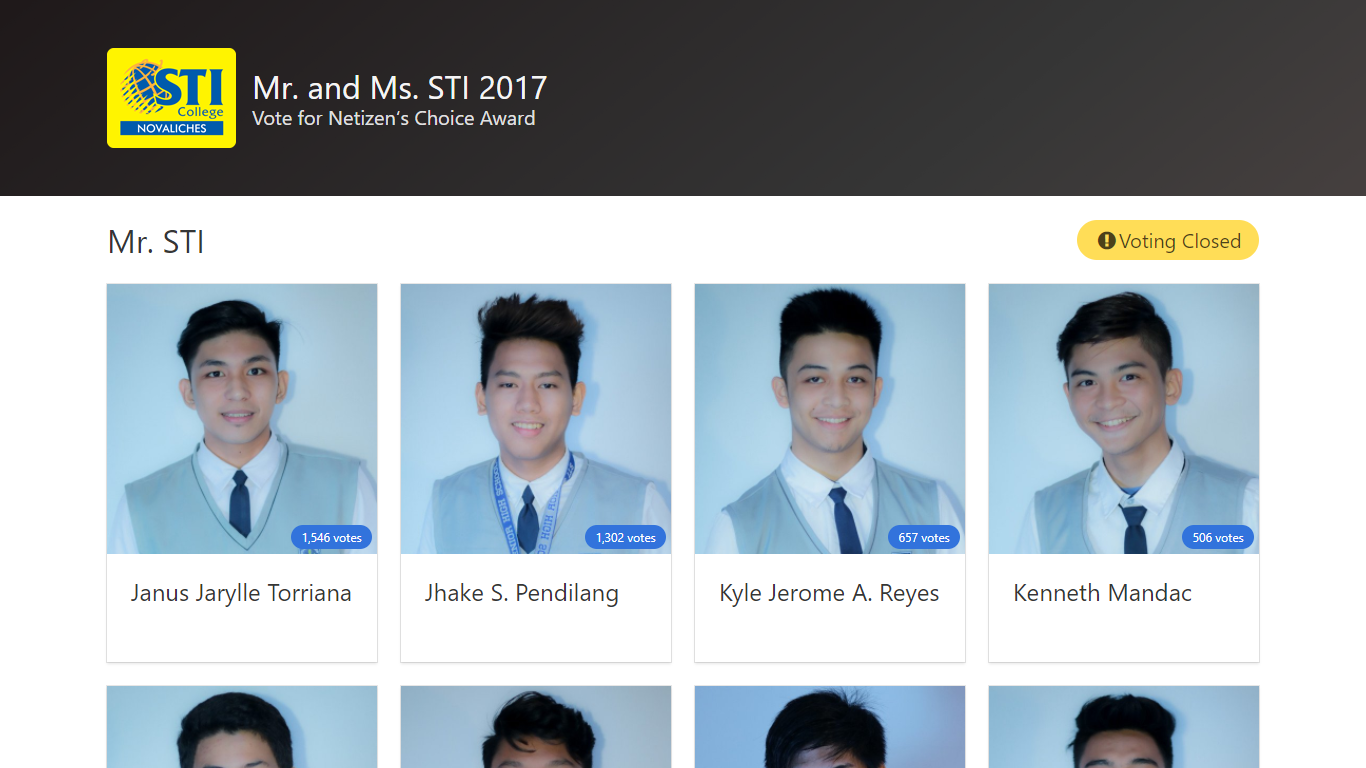 STI
College
NOVALICHES
Mr. and Ms. STI 2017
Vote for Netizen’s Choice Award
Mr. STI
Voting Closed
1,546 votes
1,302 votes
657 votes
506 votes
Janus Jarylle Torriana
Jhake S. Pendilang
Kyle Jerome A. Reyes
Kenneth Mandac